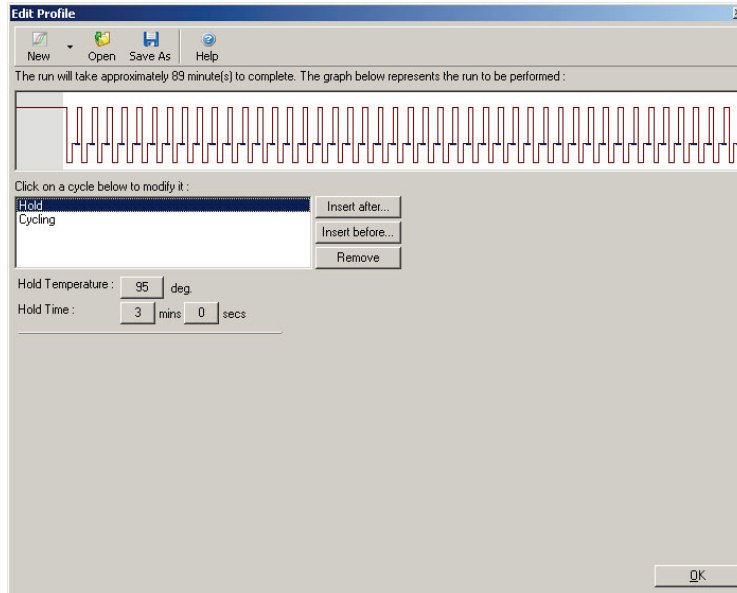 Edit Profile
New Open Save As Help
The run will take approximately 89 minute(s) to complete. The graph below represents the run to be performed :
Click on a cycle below to modify it :
Hold
Cycling
Insert after...
Insert before...
Remove
Hold Temperature : 95 deg.
Hold Time : 3 mins 0 secs
OK